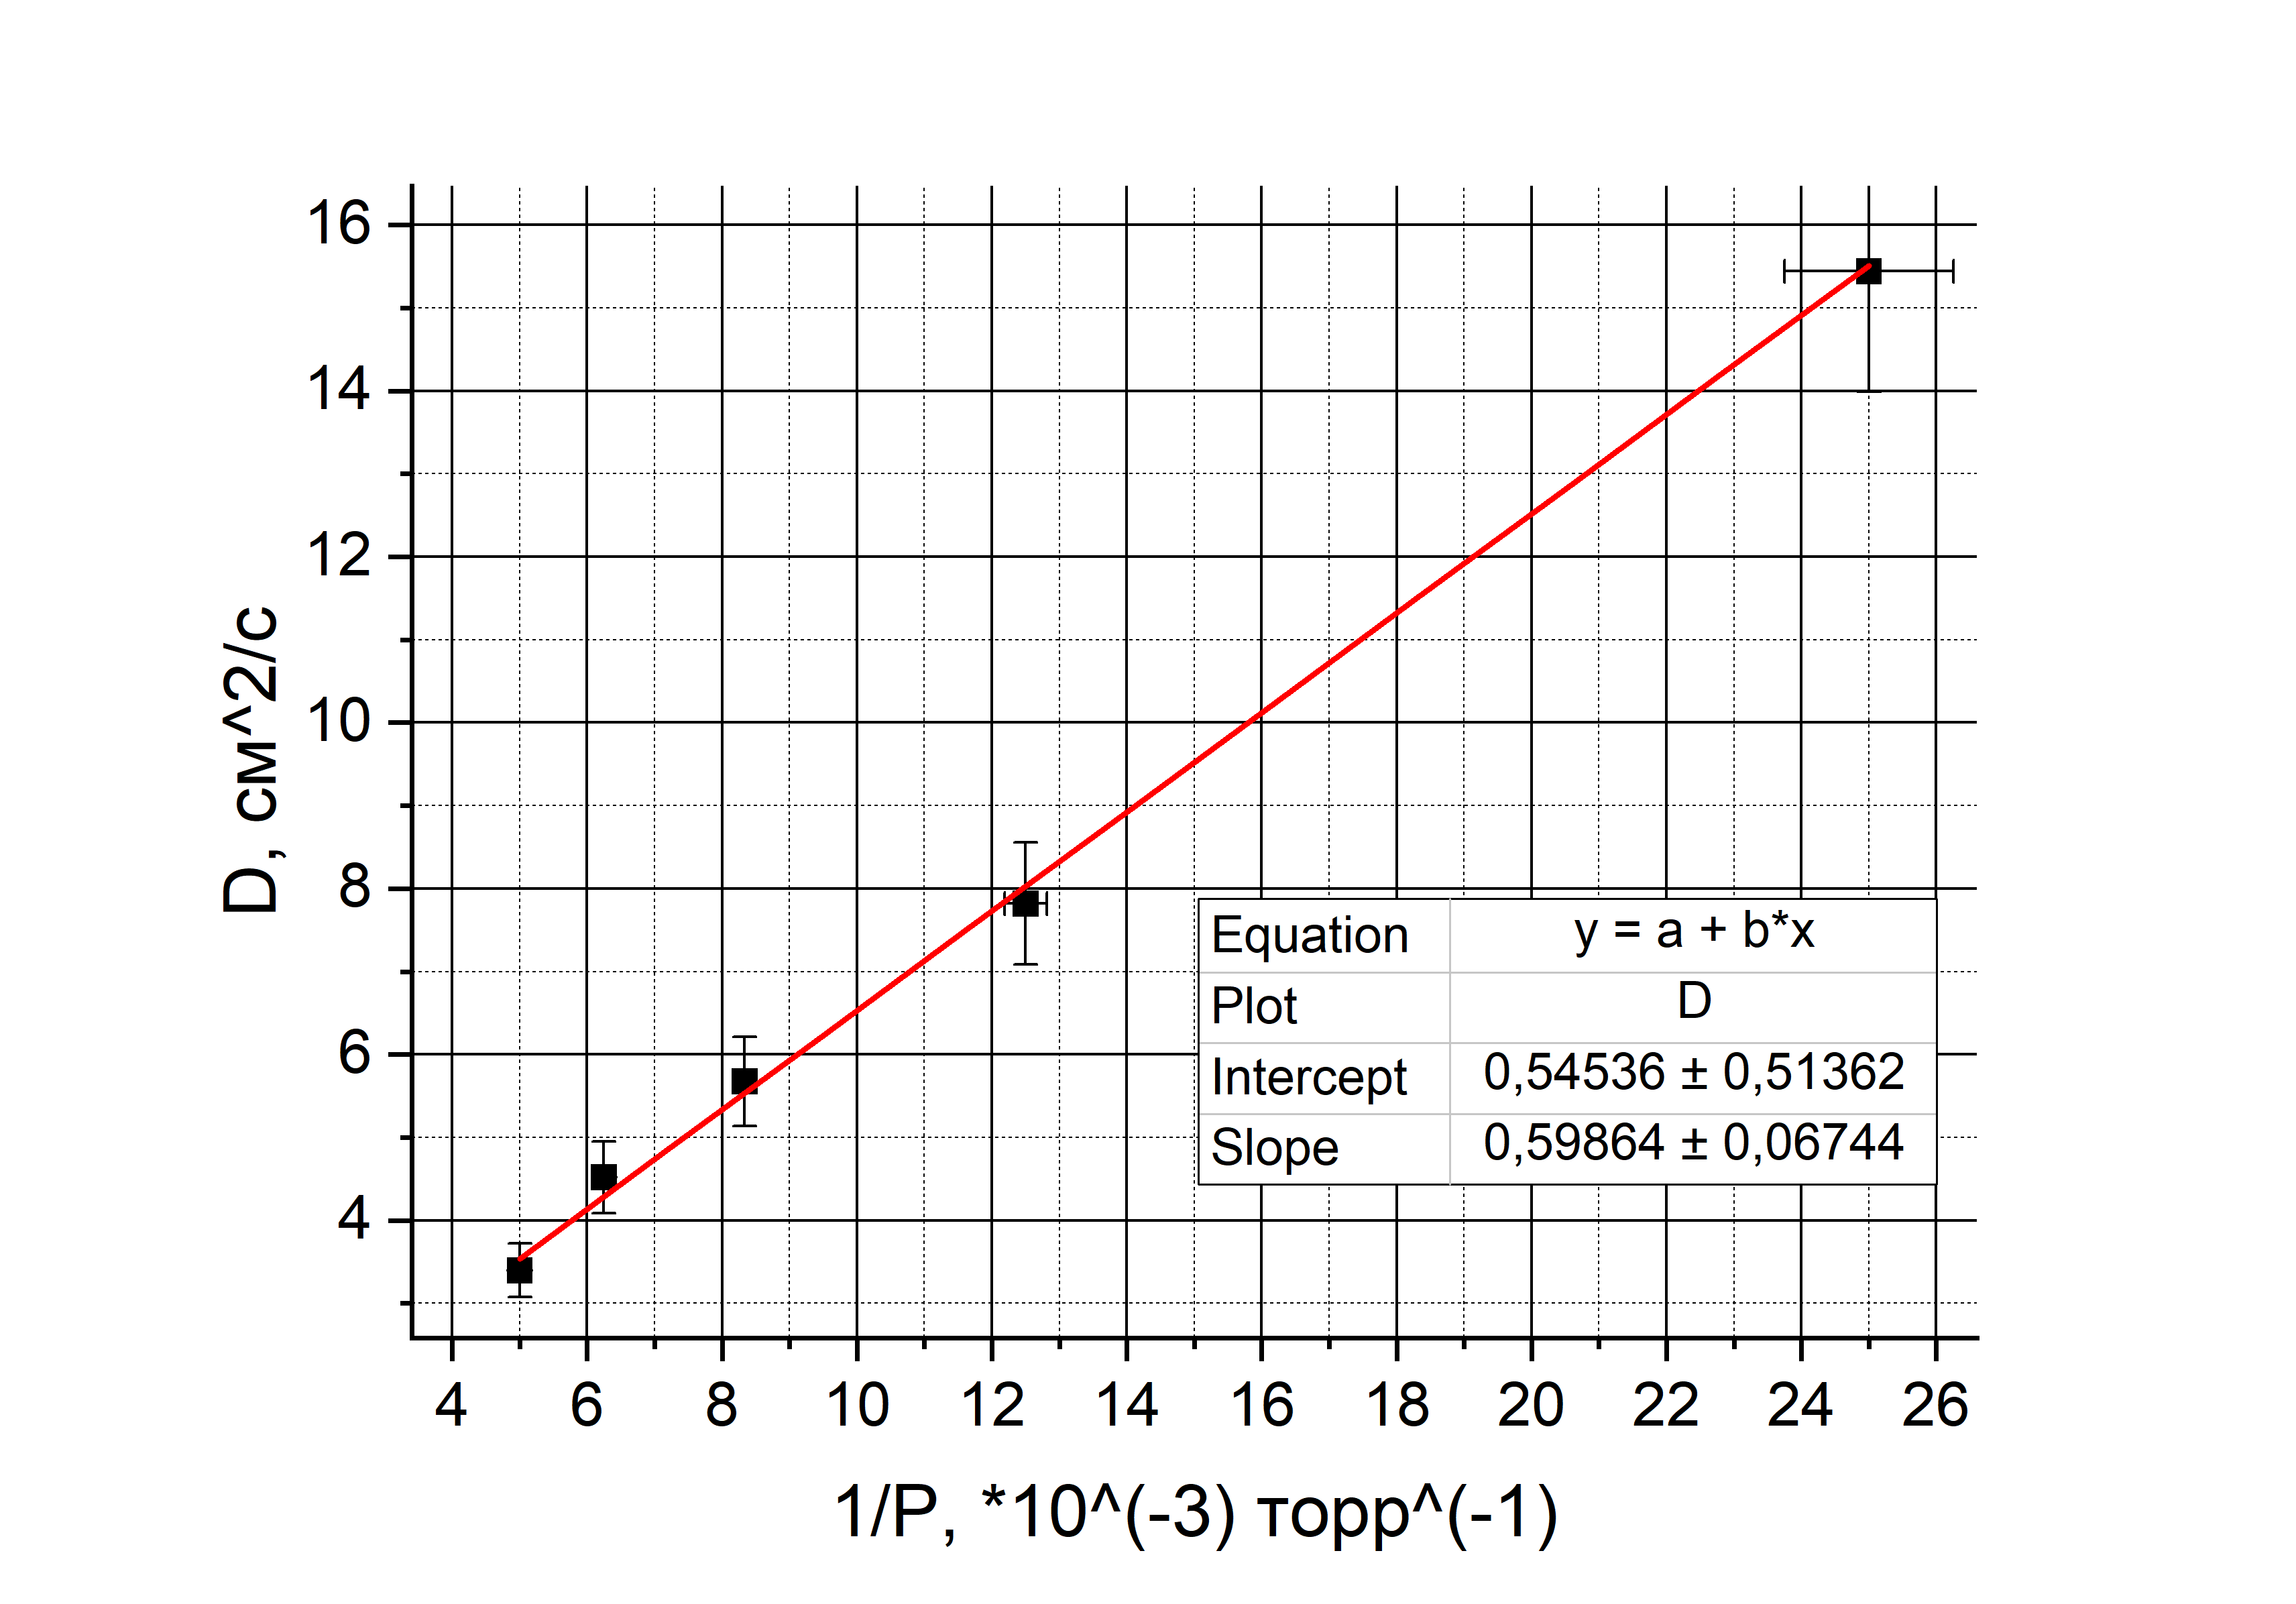 16
14
12
10
8
6
4
D, см^2/с
Equation y = a + b*x
Plot D
Intercept 0,54536 ± 0,51362
Slope 0,59864 ± 0,06744
4 6 8 10 12 14 16 18 20 22 24 26
1/P, *10^(-3) торр^(-1)